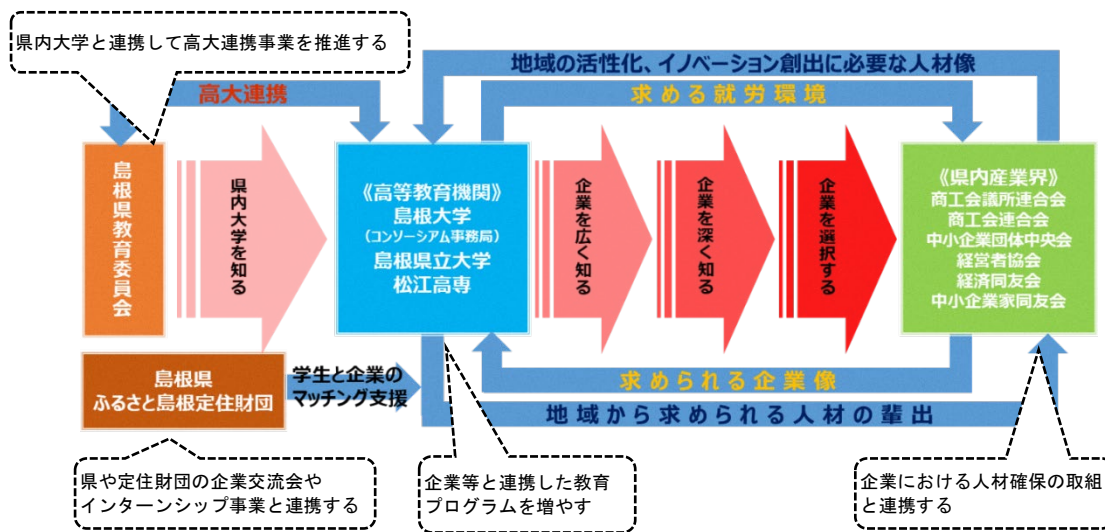 県内大学と連携して高大連携事業を推進する
地域の活性化、イノベーション創出に必要な人材像
高大連携
求める就労環境
島根県教育委員会
県内大学を知る
《高等教育機関》
島根大学
(コンソーシアム事務局)
島根県立大学
松江高専
企業を広く知る
企業を深く知る
企業を選択する
《県内産業界》
商工会議所連合会
商工会連合会
中小企業団体中央会
経営者協会
経済同友会
中小企業家同友会
島根県
ふるさと島根定住財団
学生と企業の
マッチング支援
求められる企業像
地域から求められる人材の輩出
県や定住財団の企業交流会や
インターンシップ事業と連携する
企業等と連携した教育
プログラムを増やす
企業における人材確保の取組
と連携する